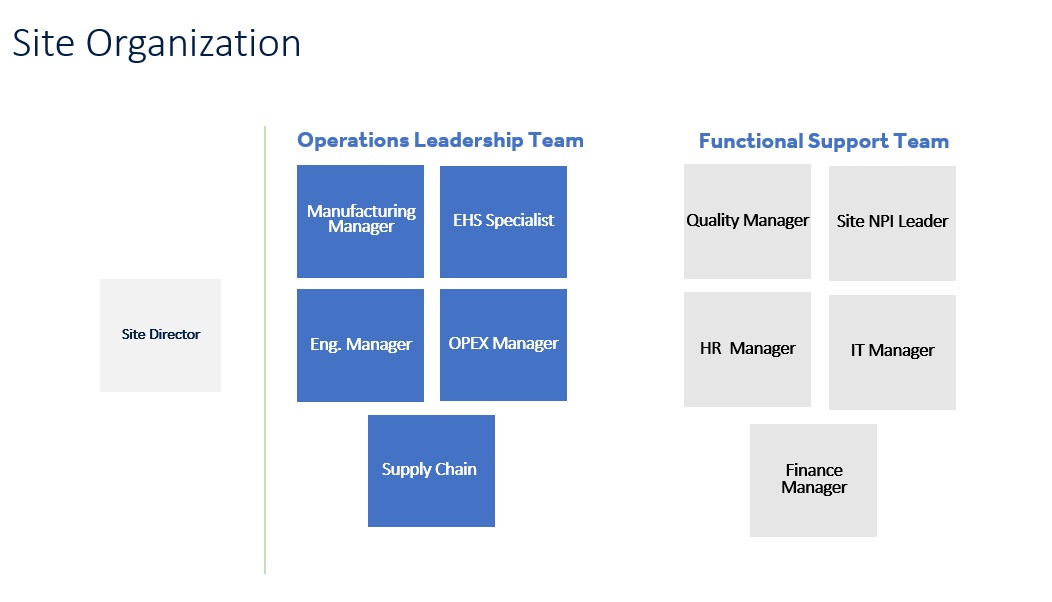 Site Organization
Operations Leadership Team
Functional Support Team
Manufacturing
Manager
EHS Specialist
Quality Manager
Site NPI Leader
Site Director
Eng. Manager
OPEX Manager
HR  Manager
IT Manager
Supply Chain
Finance
Manager